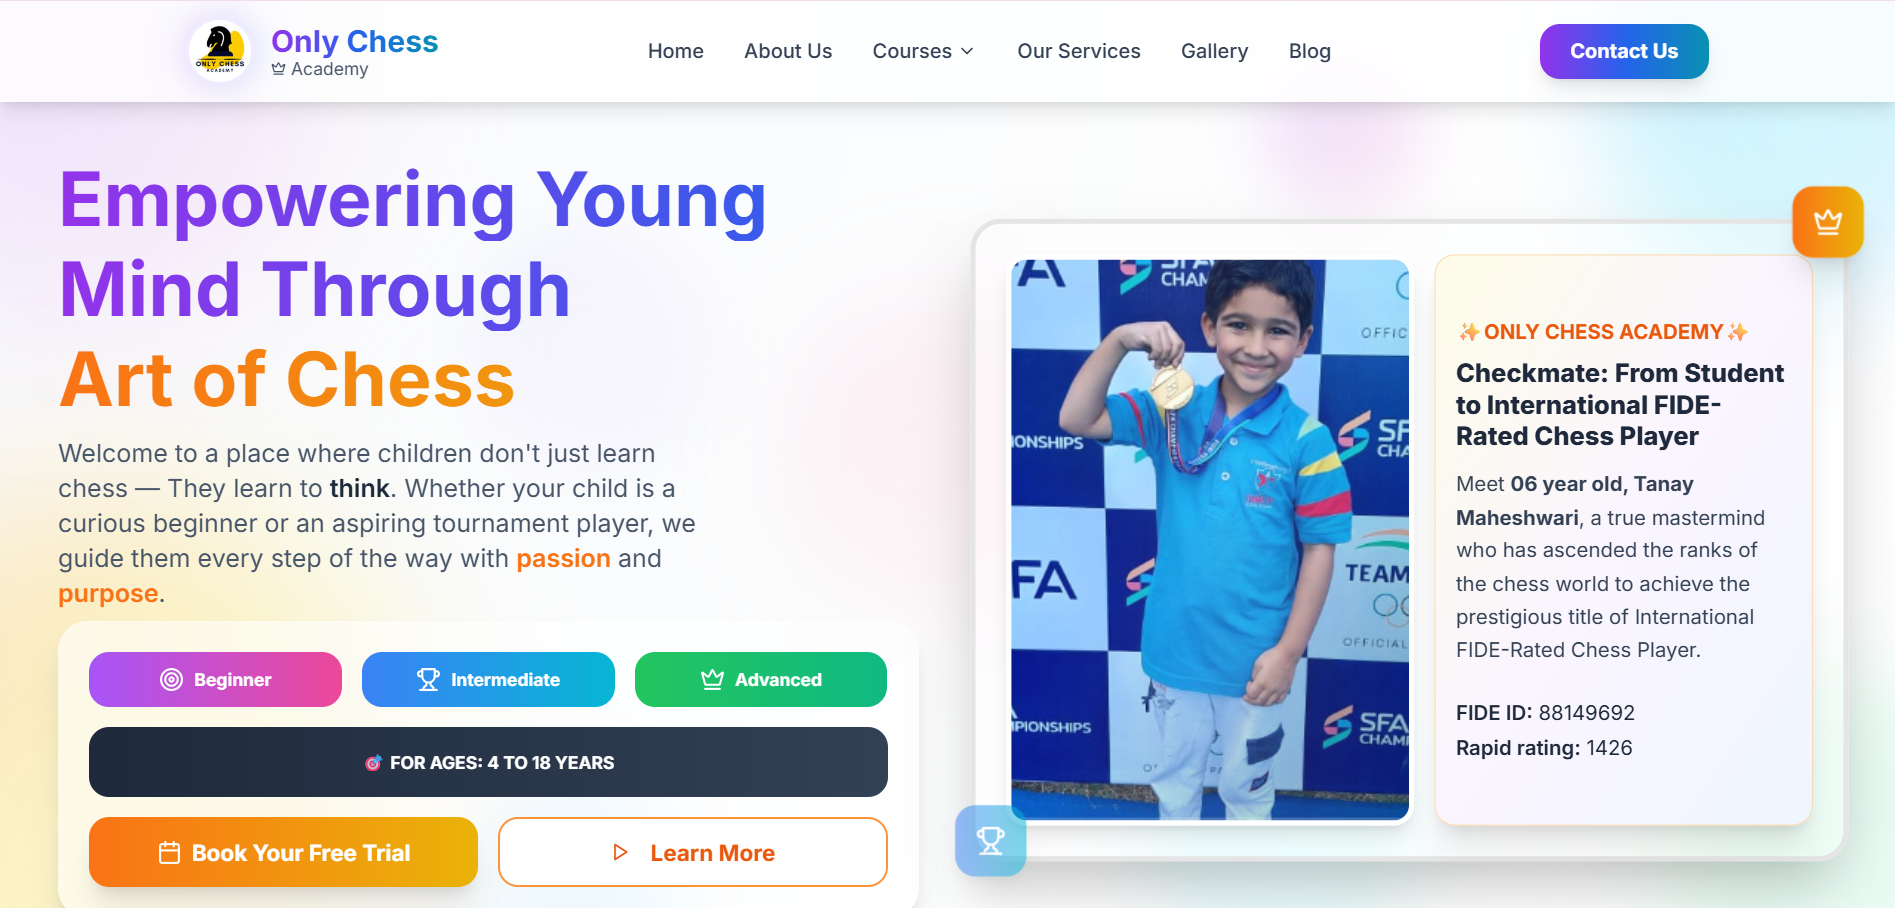 ONLY CHESS
ACADEMY
Only Chess
Academy
Home
About Us
Courses
Our Services
Gallery
Blog
Contact Us
Empowering Young
Mind Through
Art of Chess
Welcome to a place where children don't just learn
chess — They learn to think. Whether your child is a
curious beginner or an aspiring tournament player, we
guide them every step of the way with passion and
purpose.
Beginner
Intermediate
Advanced
🎯 FOR AGES: 4 TO 18 YEARS
Book Your Free Trial
Learn More
FA
CHAM
OFFIC
IONSHIPS
SF
CHA
FA
TEAM
OFFICIAL
MPIONSHIPS
SFA
CHAM
✨ONLY CHESS ACADEMY✨
Checkmate: From Student
to International FIDE-
Rated Chess Player
Meet 06 year old, Tanay
Maheshwari, a true mastermind
who has ascended the ranks of
the chess world to achieve the
prestigious title of International
FIDE-Rated Chess Player.
FIDE ID: 88149692
Rapid rating: 1426